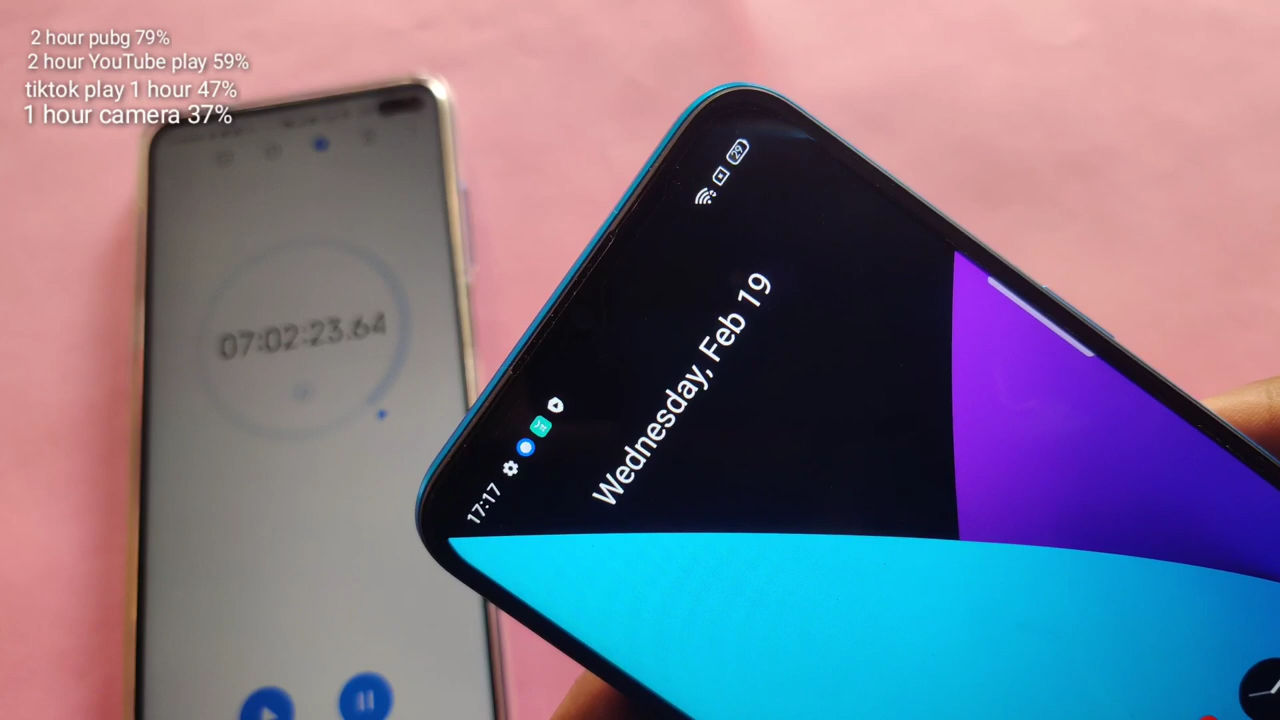 2 hour pubg 79%
2 hour YouTube play 59%
tiktok play 1 hour 47%
1 hour camera 37%
07:02:23.64
29
Wednesday, Feb 19
17:17